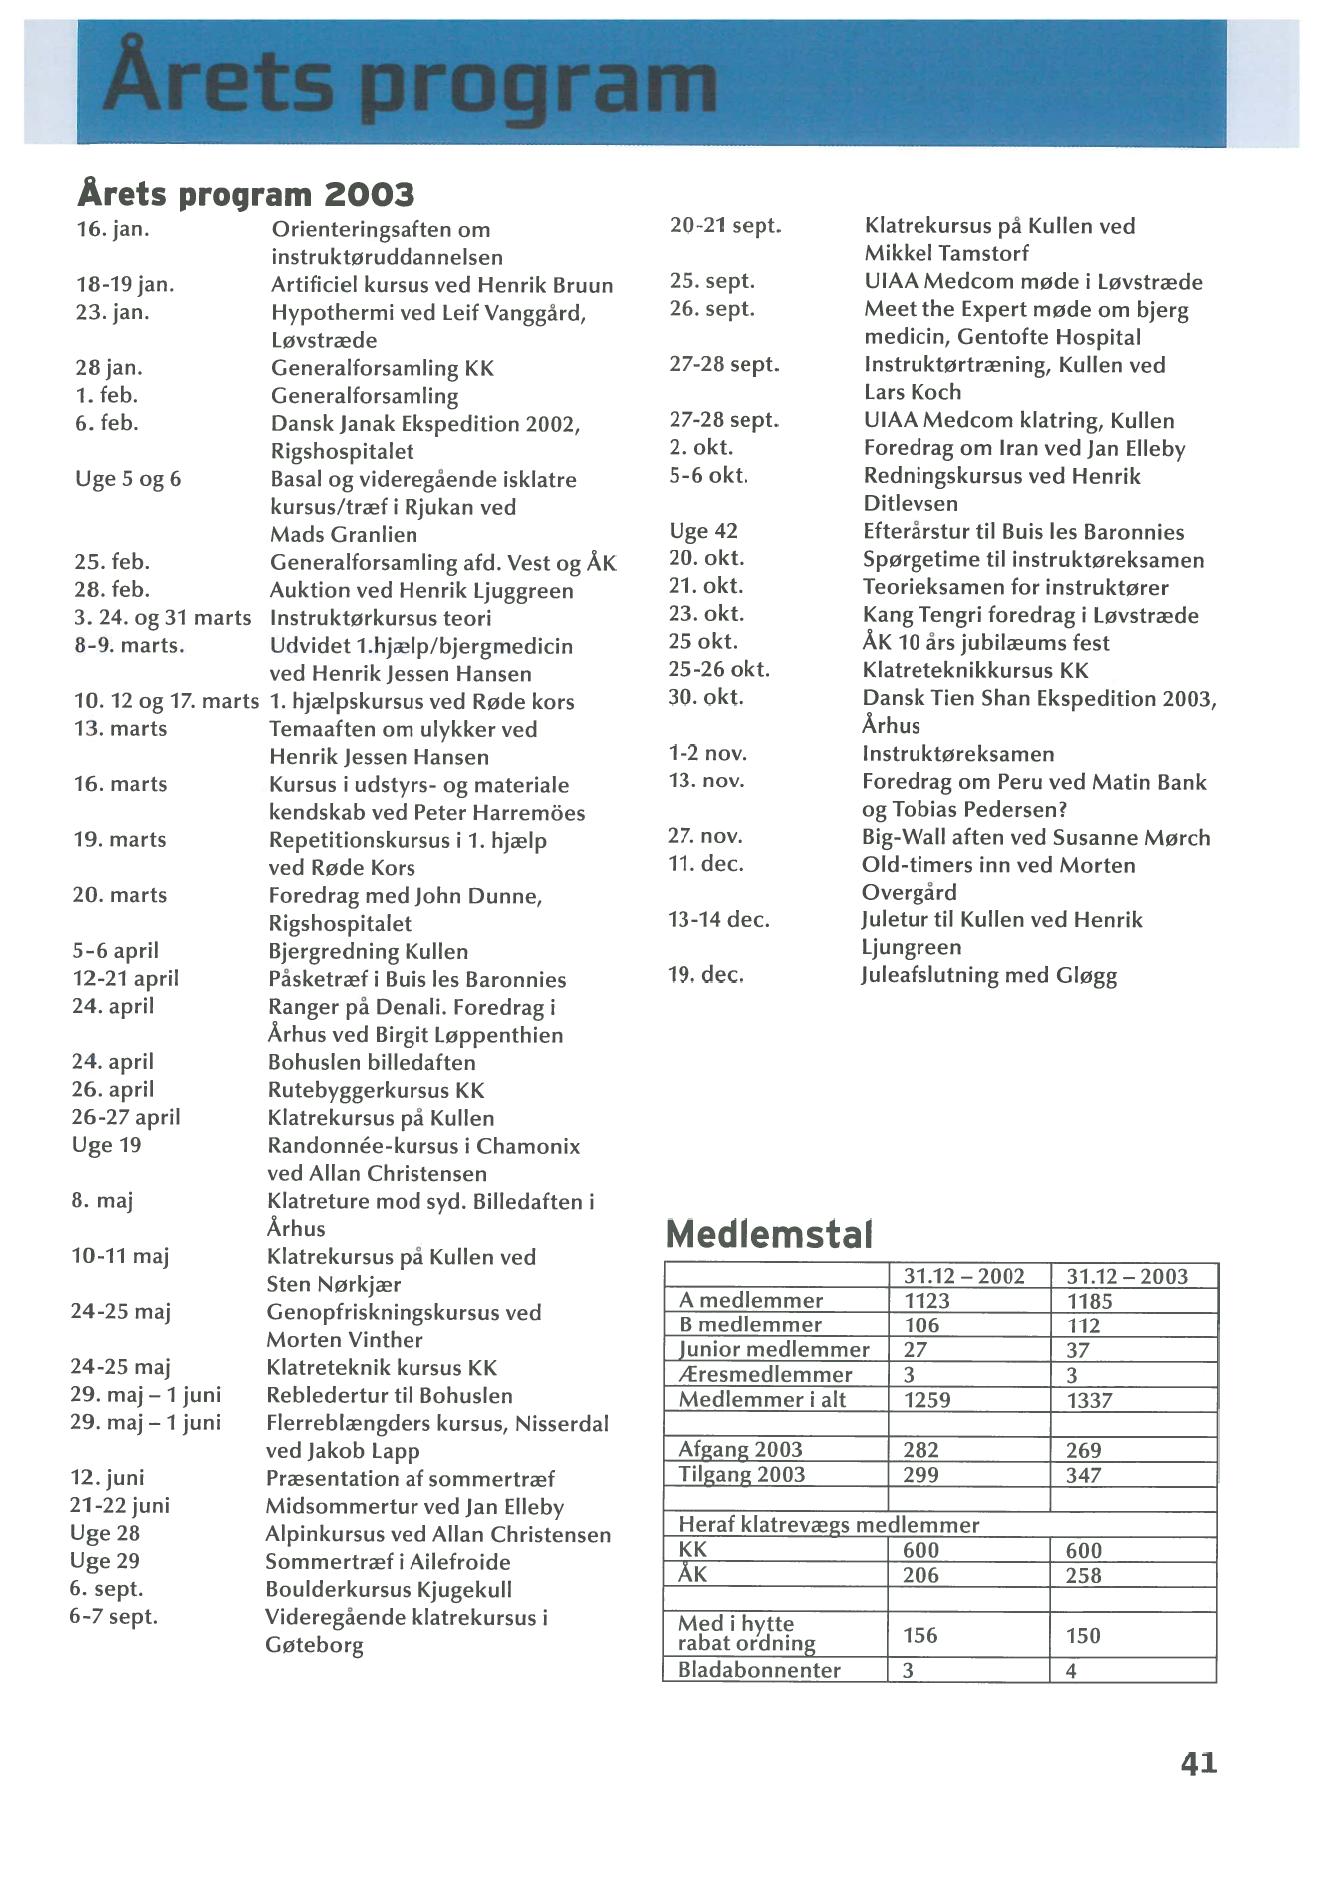 Årets program
Årets program 2003
16. jan. Orienteringsaften om
instruktøruddannelsen
18-19 jan. Artificiel kursus ved Henrik Bruun
23. jan. Hypothermi ved Leif Vanggård,
Løvstræde
28 jan. Generalforsamling KK
1. feb. Generalforsamling
6. feb. Dansk Janak Ekspedition 2002,
Rigshospitalet
Uge 5 og 6 Basal og videregående isklatre
kursus/træf i Rjukan ved
Mads Granlien
25. feb. Generalforsamling afd. Vest og ÅK
28. feb. Auktion ved Henrik Ljuggreen
3. 24. og 31 marts Instruktørkursus teori
8-9. marts. Udvidet 1.hjælp/bjergmedicin
ved Henrik Jessen Hansen
10. 12 og 17. marts 1. hjælpskursus ved Røde kors
13. marts Temaaften om ulykker ved
Henrik Jessen Hansen
16. marts Kursus i udstyrs- og materiale
kendskab ved Peter Harremöes
19. marts Repetitionskursus i 1. hjælp
ved Røde Kors
20. marts Foredrag med John Dunne,
Rigshospitalet
5-6 april Bjergredning Kullen
12-21 april Påsketræf i Buis les Baronnies
24. april Ranger på Denali. Foredrag i
Århus ved Birgit Løppenthien
24. april Bohuslen billedaften
26. april Rutebyggerkursus KK
26-27 april Klatrekursus på Kullen
Uge 19 Randonnée-kursus i Chamonix
ved Allan Christensen
8. maj Klatreture mod syd. Billedaften i
Århus
10-11 maj Klatrekursus på Kullen ved
Sten Nørkjær
24-25 maj Genopfriskningskursus ved
Morten Vinther
24-25 maj Klatreteknik kursus KK
29. maj – 1 juni Rebledertur til Bohuslen
29. maj – 1 juni Flerreblængders kursus, Nisserdal
ved Jakob Lapp
12. juni Præsentation af sommertræf
21-22 juni Midsommertur ved Jan Elleby
Uge 28 Alpinkursus ved Allan Christensen
Uge 29 Sommertræf i Ailefroide
6. sept. Boulderkursus Kjugekull
6-7 sept. Videregående klatrekursus i
Gøteborg
20-21 sept. Klatrekursus på Kullen ved
Mikkel Tamstorf
25. sept. UIAA Medcom møde i Løvstræde
26. sept. Meet the Expert møde om bjerg
medicin, Gentofte Hospital
27-28 sept. Instruktørtræning, Kullen ved
Lars Koch
27-28 sept. UIAA Medcom klatring, Kullen
2. okt. Foredrag om Iran ved Jan Elleby
5-6 okt. Redningskursus ved Henrik
Ditlevsen
Uge 42 Efterårstur til Buis les Baronnies
20. okt. Spørgetime til instruktøreksamen
21. okt. Teorieksamen for instruktører
23. okt. Kang Tengri foredrag i Løvstræde
25 okt. ÅK 10 års jubilæums fest
25-26 okt. Klatreteknikkursus KK
30. okt. Dansk Tien Shan Ekspedition 2003,
Århus
1-2 nov. Instruktøreksamen
13. nov. Foredrag om Peru ved Matin Bank
og Tobias Pedersen?
27. nov. Big-Wall aften ved Susanne Mørch
11. dec. Old-timers inn ved Morten
Overgård
13-14 dec. Juletur til Kullen ved Henrik
Ljungreen
19. dec. Juleafslutning med Gløgg
Medlemstal
31.12 – 2002 31.12 – 2003
A medlemmer 1123 1185
B medlemmer 106 112
Junior medlemmer 27 37
Æresmedlemmer 3 3
Medlemmer i alt 1259 1337
Afgang 2003 282 269
Tilgang 2003 299 347
Heraf klatrevægs medlemmer
KK 600 600
ÅK 206 258
Med i hytte
rabat ordning 156 150
Bladabonnenter 3 4
41